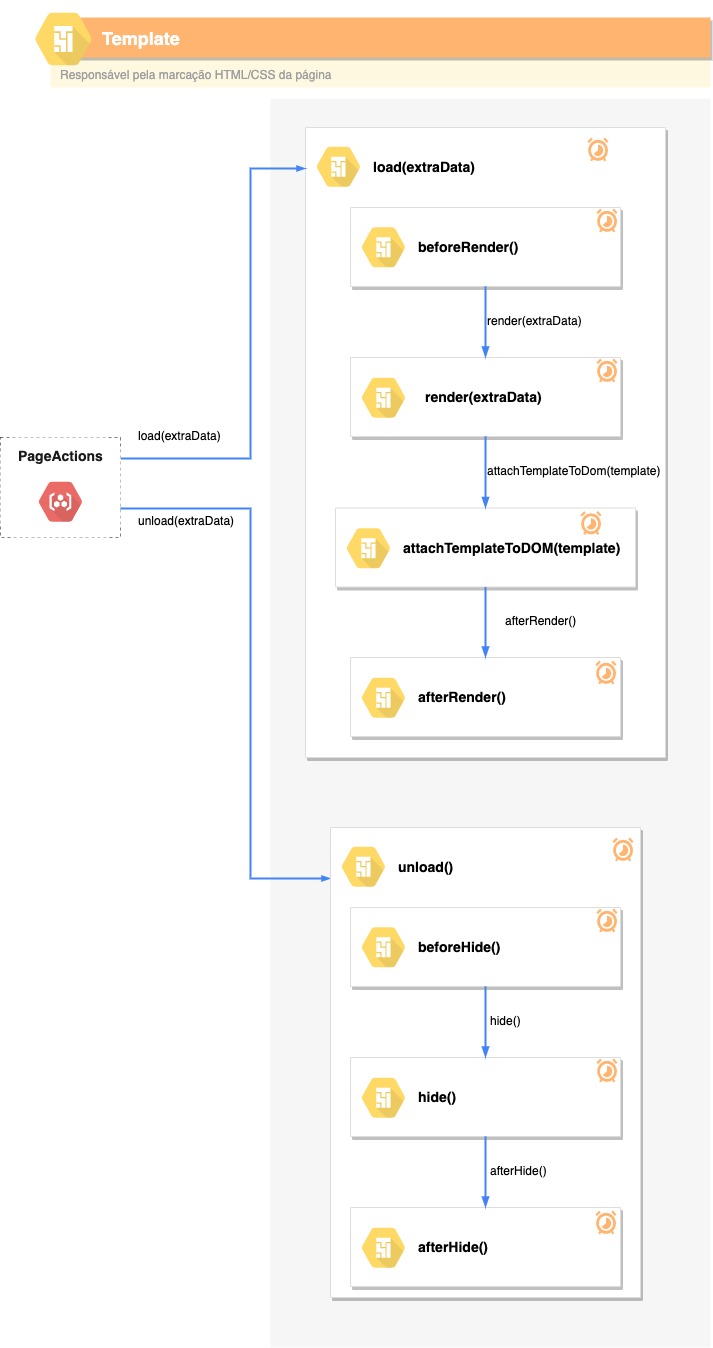 Template
Responsável pela marcação HTML/CSS da página
load(extraData)
beforeRender()
render(extraData)
render(extraData)
load(extraData)
PageActions
attachTemplateToDom(template)
unload(extraData)
attachTemplateToDOM(template)
afterRender()
afterRender()
unload()
beforeHide()
hide()
hide()
afterHide()
afterHide()